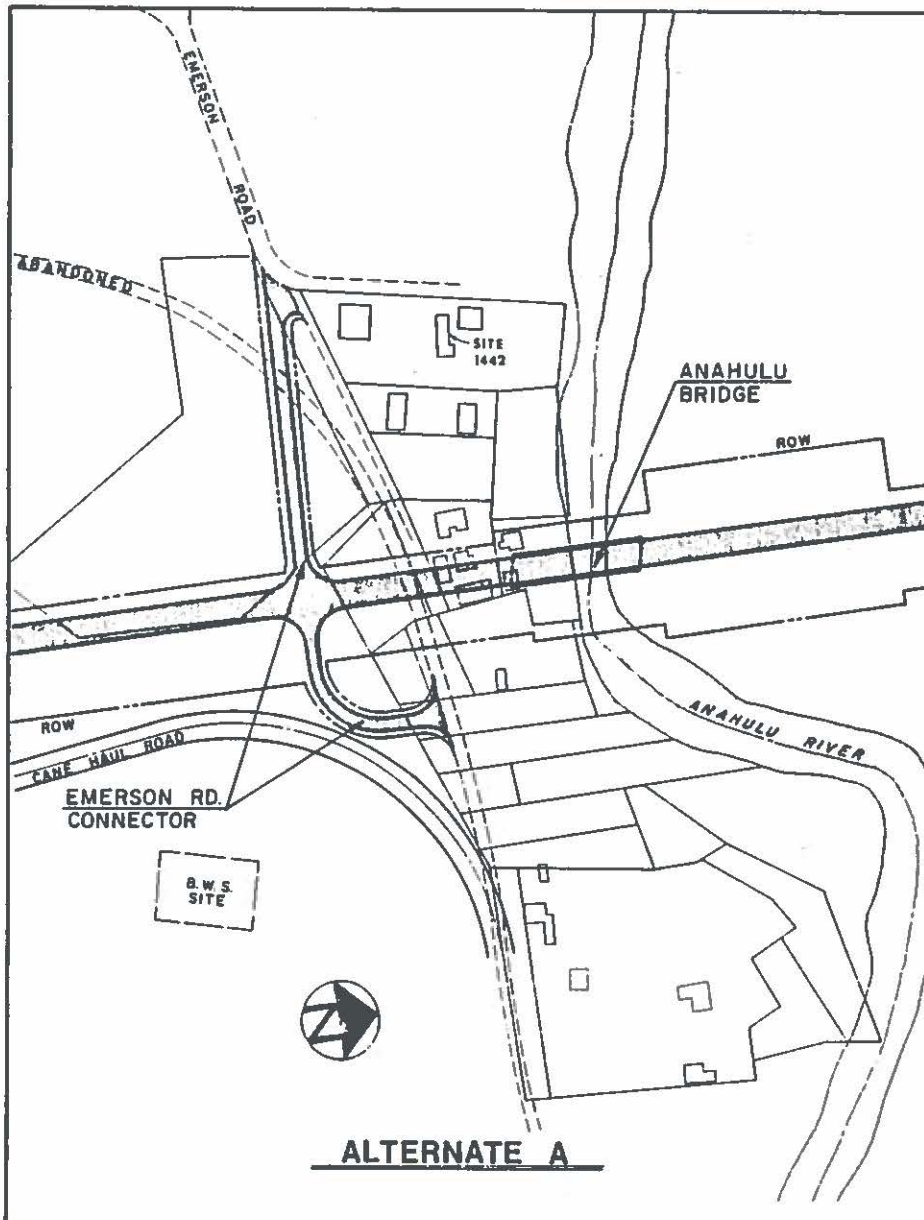 EMERSON
ROAD
ABANDONED
SITE
1442
ANAHULU
BRIDGE
ROW
ROW
CANE HAUL ROAD
ANAHULU RIVER
EMERSON RD.
CONNECTOR
B.W.S.
SITE
ALTERNATE A